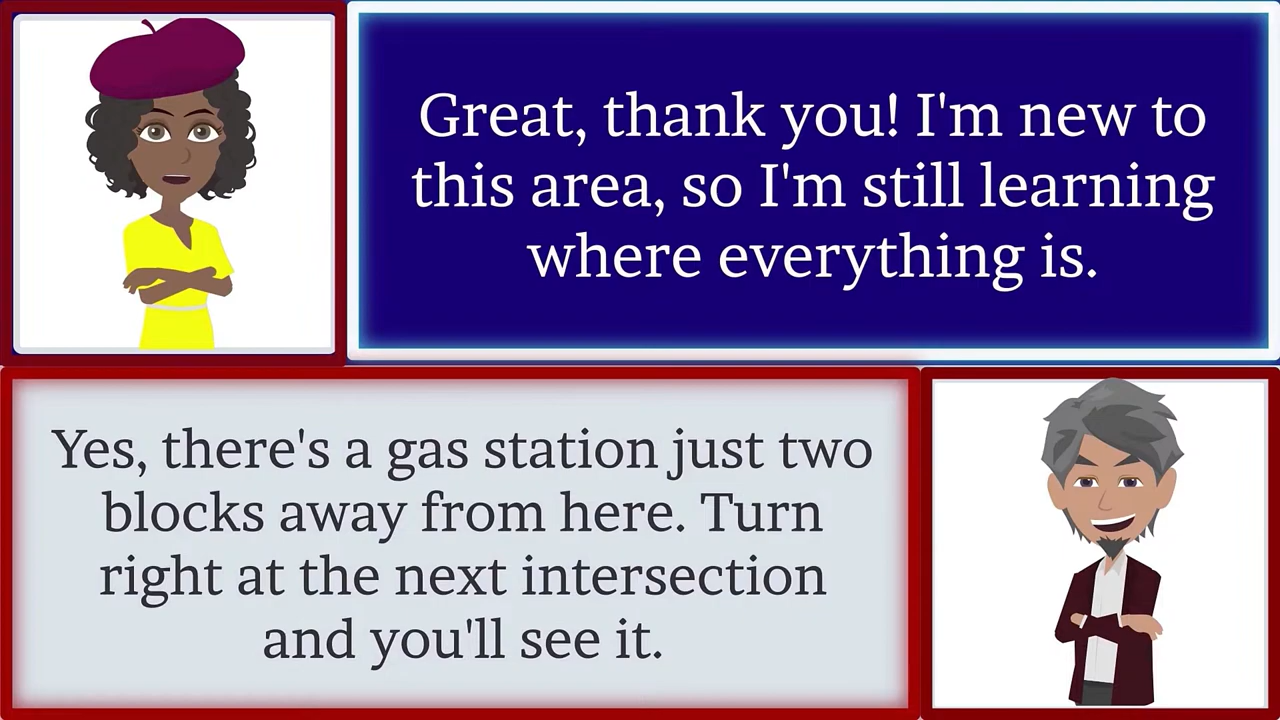 Great, thank you! I'm new to
this area, so I'm still learning
where everything is.
Yes, there's a gas station just two
blocks away from here. Turn
right at the next intersection
and you'll see it.